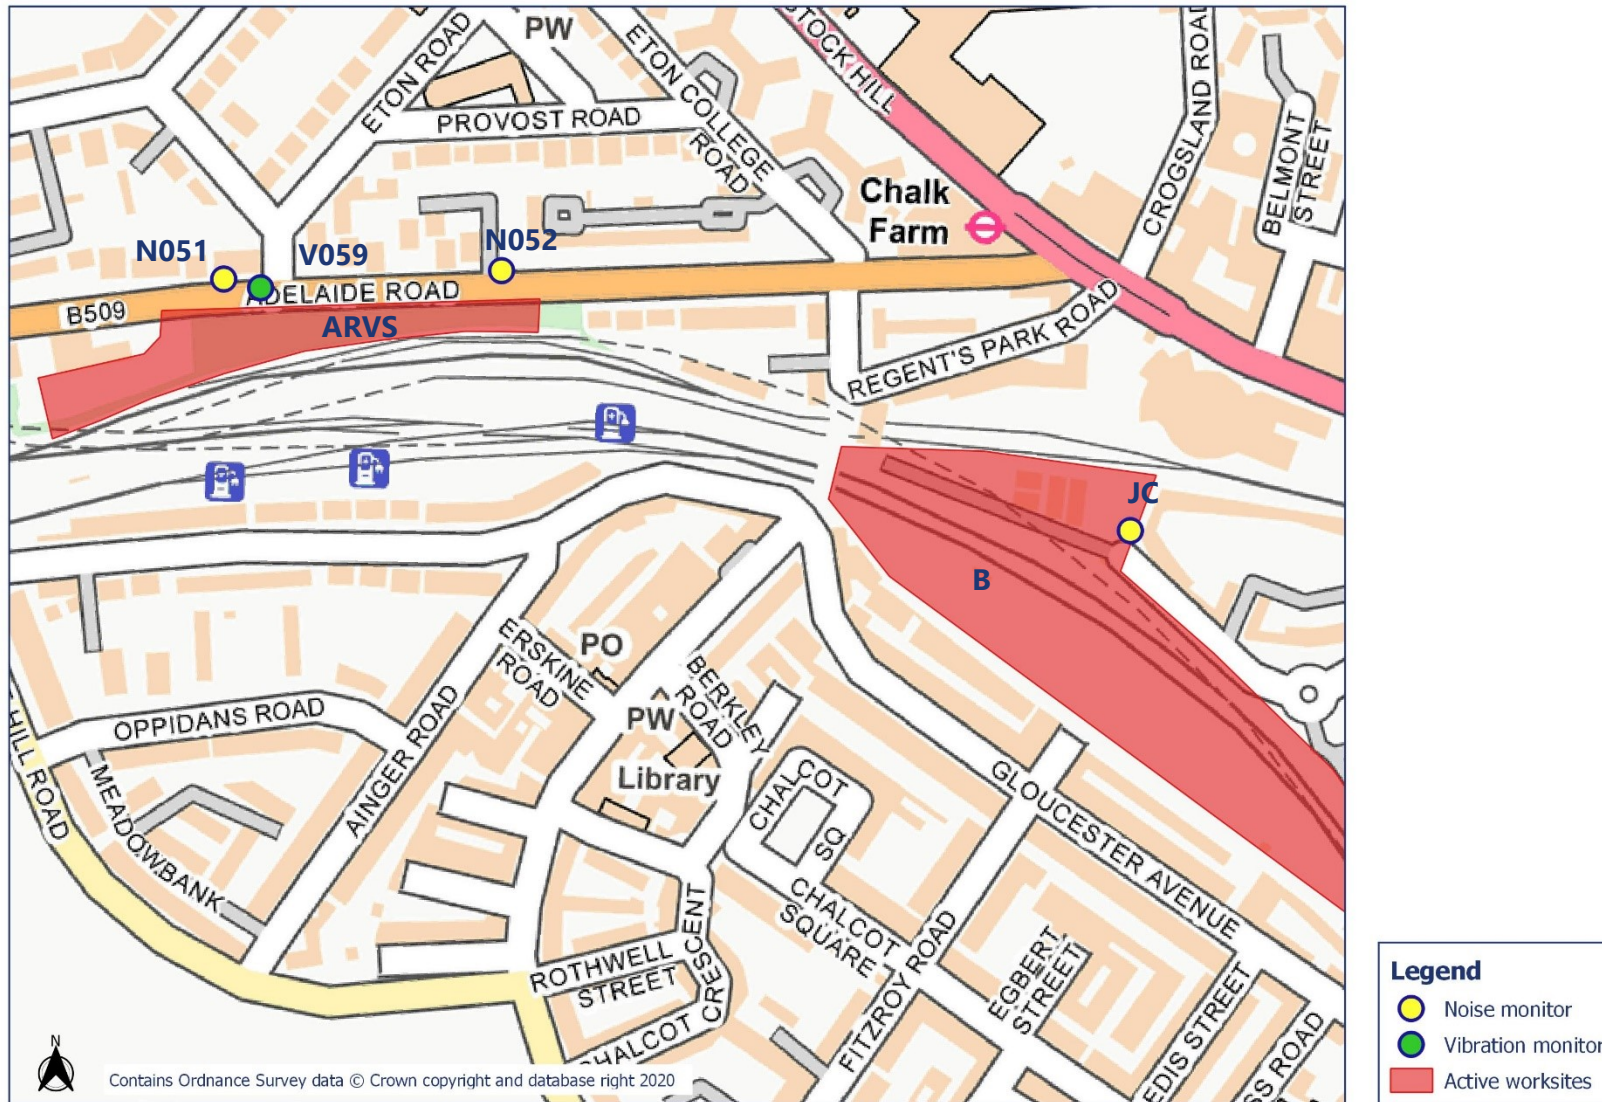 PW
ETON ROAD
PROVOST ROAD
ETON COLLEGE
ROAD
STOCK HILL
CROGSLAND ROAD
BELMONT
STREET
Chalk
Farm
N051
V059
N052
ADELAIDE ROAD
B509
ARVS
REGENT'S PARK ROAD
JC
B
ERSKINE
ROAD
PO
BERKLEY
ROAD
PW
Library
OPPIDANS ROAD
AINGER ROAD
HILL ROAD
MEADOWBANK
CHALCOT
SQ
CHALCOT
SQUARE
GLOUCESTER AVENUE
ROTHWELL
STREET
CHALCOT CRESCENT
FITZROY ROAD
EGBERT
STREET
EDIS STREET
SS ROAD
N
Contains Ordnance Survey data © Crown copyright and database right 2020
Legend
Noise monitor
Vibration monitor
Active worksites